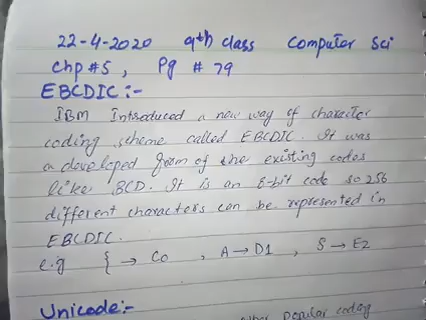 22-4-2020 9th class Computer Sci
Chp #5, Pg # 79
EBCDIC:-
IBM Introduced a new way of character
coding scheme called EBCDIC. It was
a developed from of the existing codes
like BCD. It is an 8-bit code so 256
different characters can be represented in
EBCDIC.
e.g { → C0 , A → D1 , S → E2
Unicode:-
other popular coding